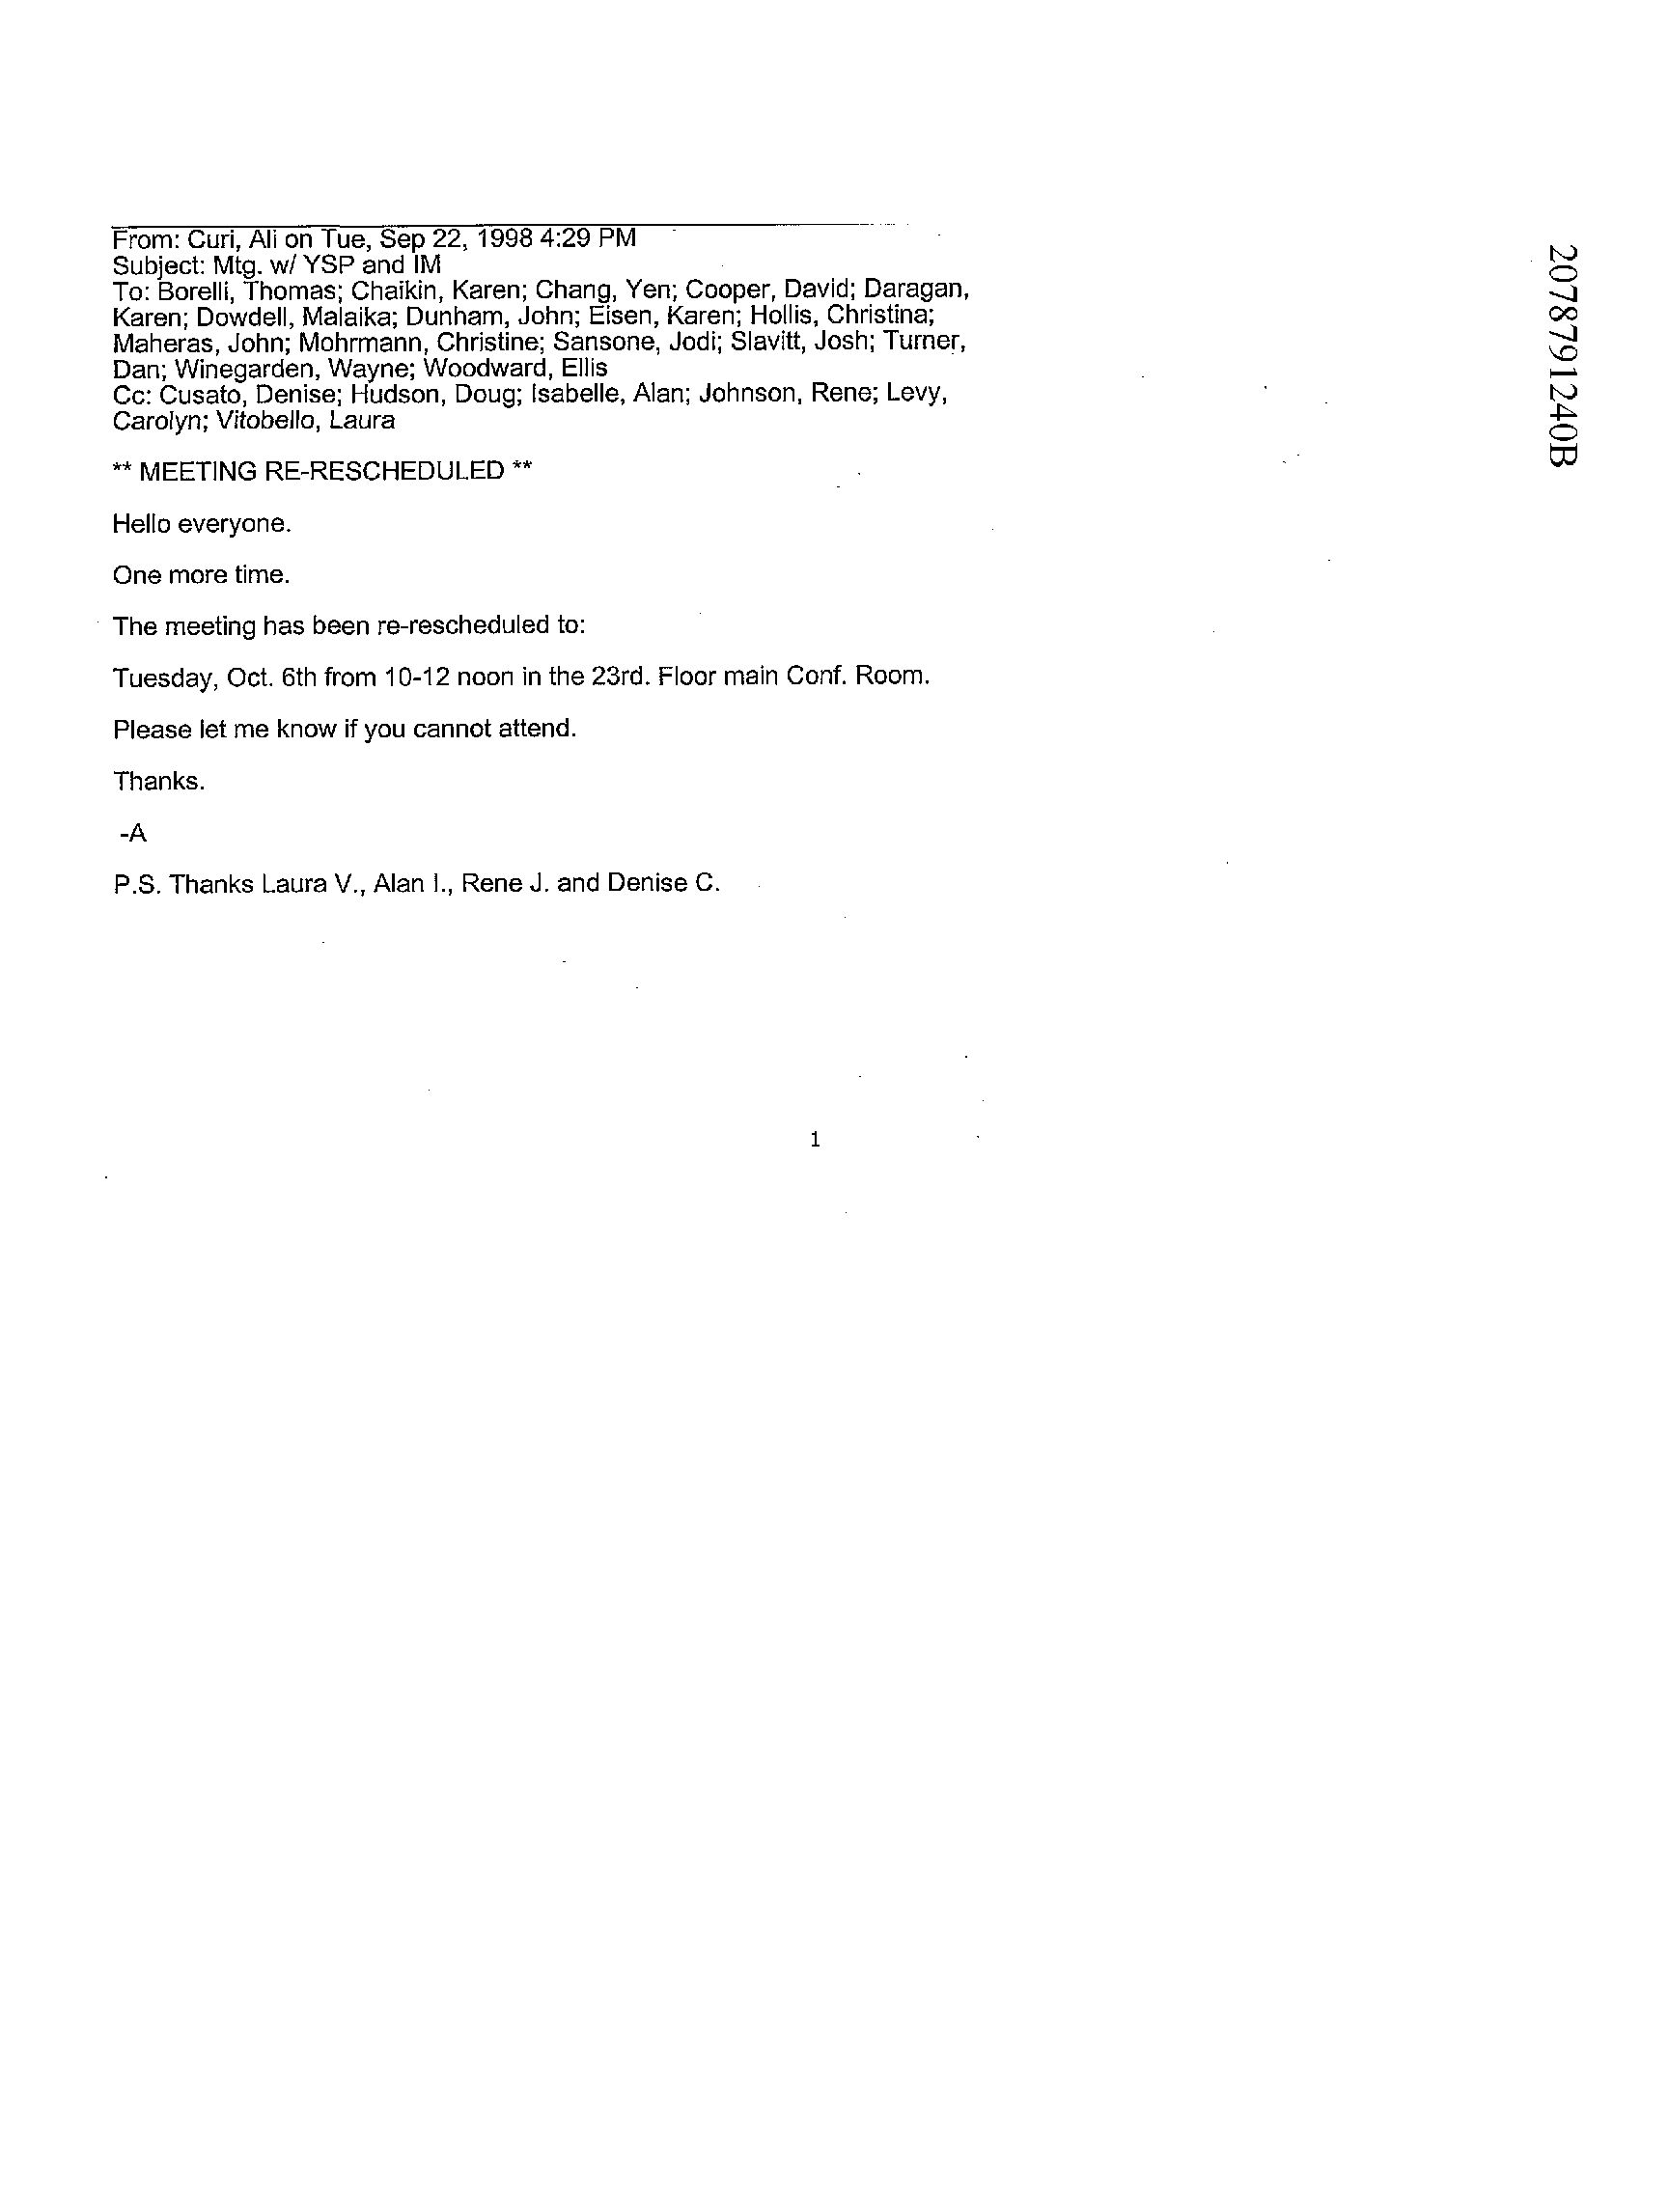 From: Curi, Ali on Tue, Sep 22, 1998 4:29 PM
Subject: Mtg. w/ YSP and IM
To: Borelli, Thomas; Chaikin, Karen; Chang, Yen; Cooper, David; Daragan,
Karen; Dowdell, Malaika; Dunham, John; Eisen, Karen; Hollis, Christina;
Maheras, John; Mohrmann, Christine; Sansone, Jodi; Slavitt, Josh; Turner,
Dan; Winegarden, Wayne; Woodward, Ellis
Cc: Cusato, Denise; Hudson, Doug; Isabelle, Alan; Johnson, Rene; Levy,
Carolyn; Vitobello, Laura
** MEETING RE-RESCHEDULED **
Hello everyone.
One more time.
The meeting has been re-rescheduled to:
Tuesday, Oct. 6th from 10-12 noon in the 23rd. Floor main Conf. Room.
Please let me know if you cannot attend.
Thanks.
-A
P.S. Thanks Laura V., Alan I., Rene J. and Denise C.
1
2078791240B